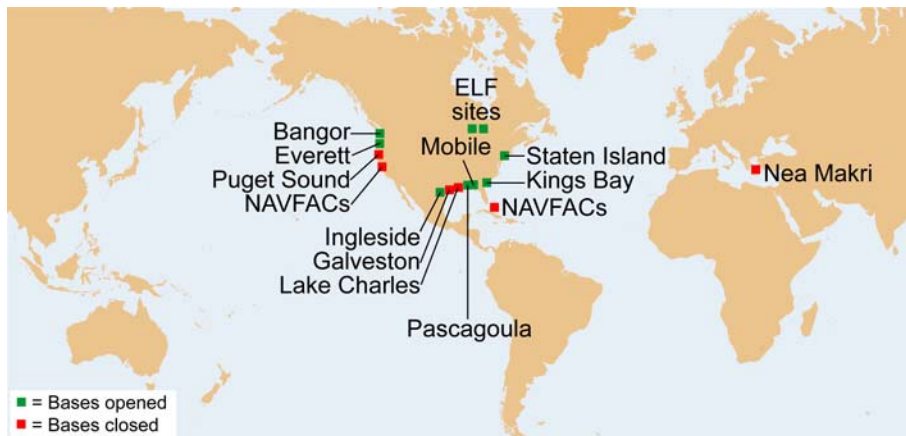 ELF
sites
Bangor
Everett
Mobile
Staten Island
Puget Sound
Kings Bay
Nea Makri
NAVFACs
NAVFACs
Ingleside
Galveston
Lake Charles
Pascagoula
= Bases opened
= Bases closed